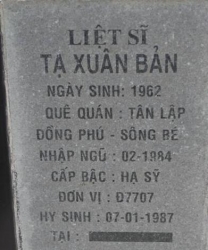 LIỆT SĨ
TẠ XUÂN BẢN
NGÀY SINH: 1962
QUÊ QUÁN : TÂN LẬP
ĐỒNG PHÚ - SÔNG BÉ
NHẬP NGŨ : 02-1984
CẤP BẬC : HẠ SỸ
ĐƠN VỊ : Đ7707
HY SINH : 07-01-1987
TẠI :